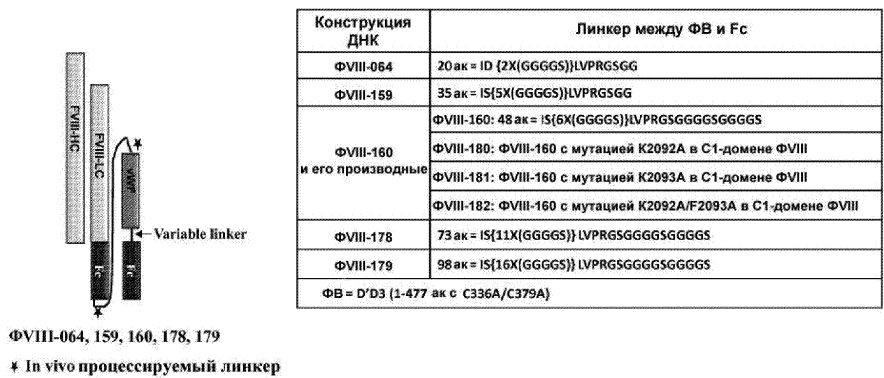 FVIII-HC
FVIII-LC
vWF
Variable linker
Fc
Fc
ФVIII-064, 159, 160, 178, 179
* In vivo процессируемый линкер
Конструкция ДНК
Линкер между ФВ и Fc
ФVIII-064
20 ак = ID {2X(GGGGS)}LVPRGSGG
ФVIII-159
35 ак = IS{5X(GGGGS)}LVPRGSGG
ФVIII-160 и его производные
ФVIII-160: 48 ак = IS{6X(GGGGS)}LVPRGSGGGGSGGGGS
ФVIII-180: ФVIII-160 с мутацией K2092A в C1-домене ФVIII
ФVIII-181: ФVIII-160 с мутацией K2093A в C1-домене ФVIII
ФVIII-182: ФVIII-160 с мутацией K2092A/F2093A в C1-домене ФVIII
ФVIII-178
73 ак = IS{11X(GGGGS)} LVPRGSGGGGSGGGGS
ФVIII-179
98 ак = IS{16X(GGGGS)} LVPRGSGGGGSGGGGS
ФВ = D'D3 (1-477 ак с C336A/C379A)